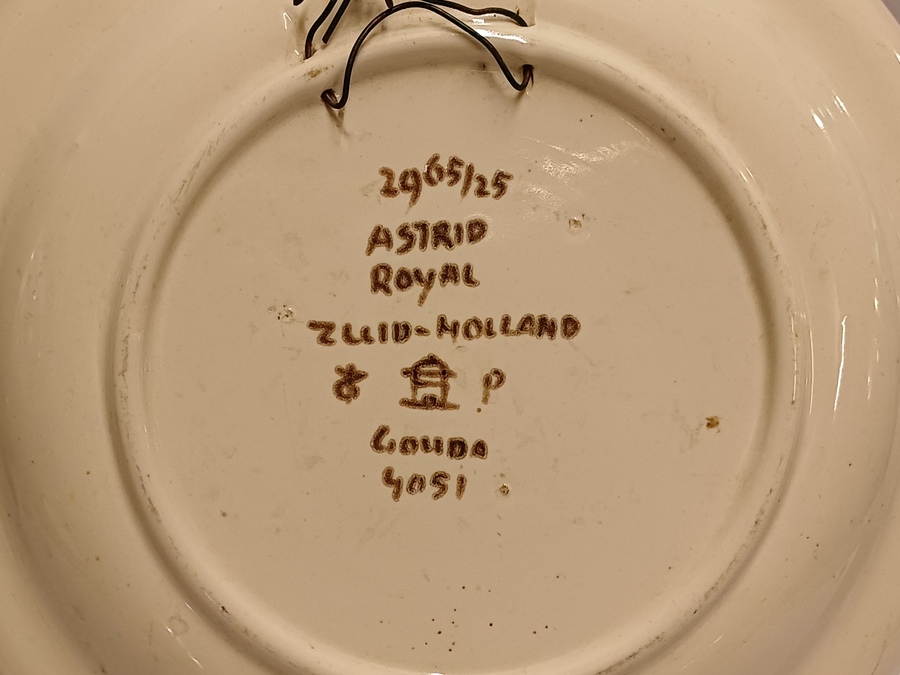 2965/25
ASTRID
ROYAL
ZUID-HOLLAND
P
GOUDA
4051